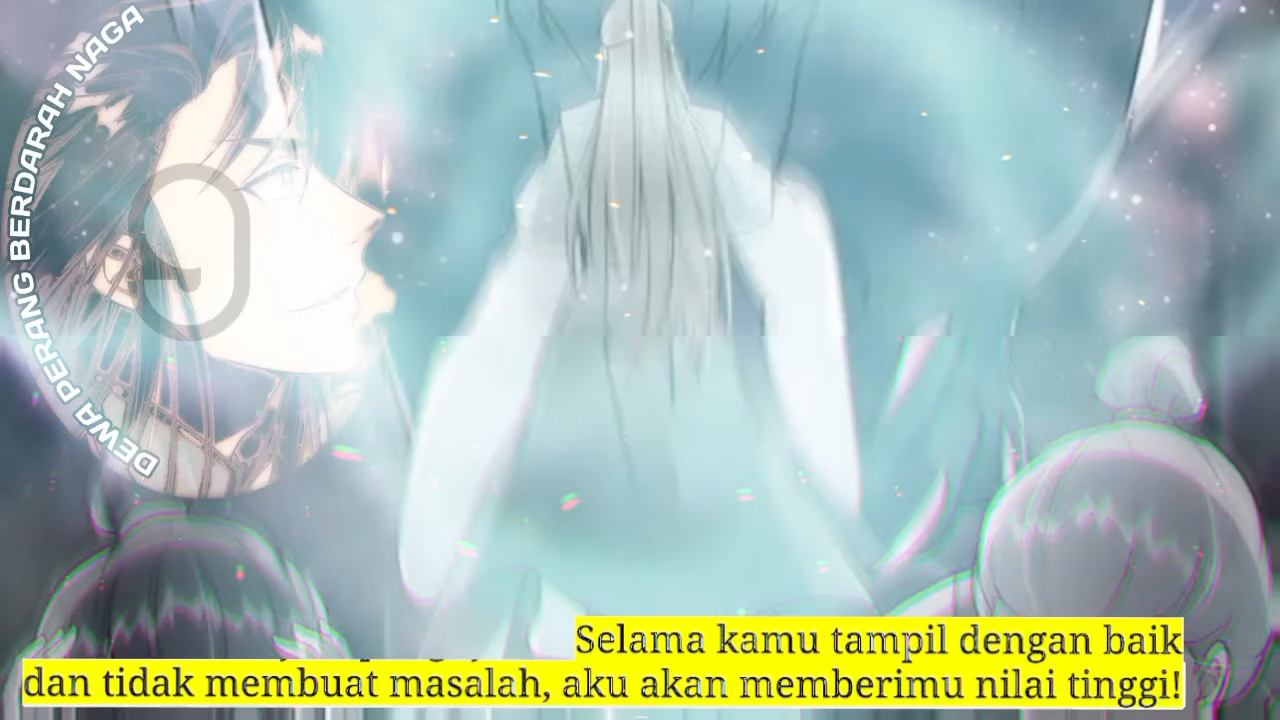 DEWA PERANG BERDARAH NAGA
Selama kamu tampil dengan baik
dan tidak membuat masalah, aku akan memberimu nilai tinggi!